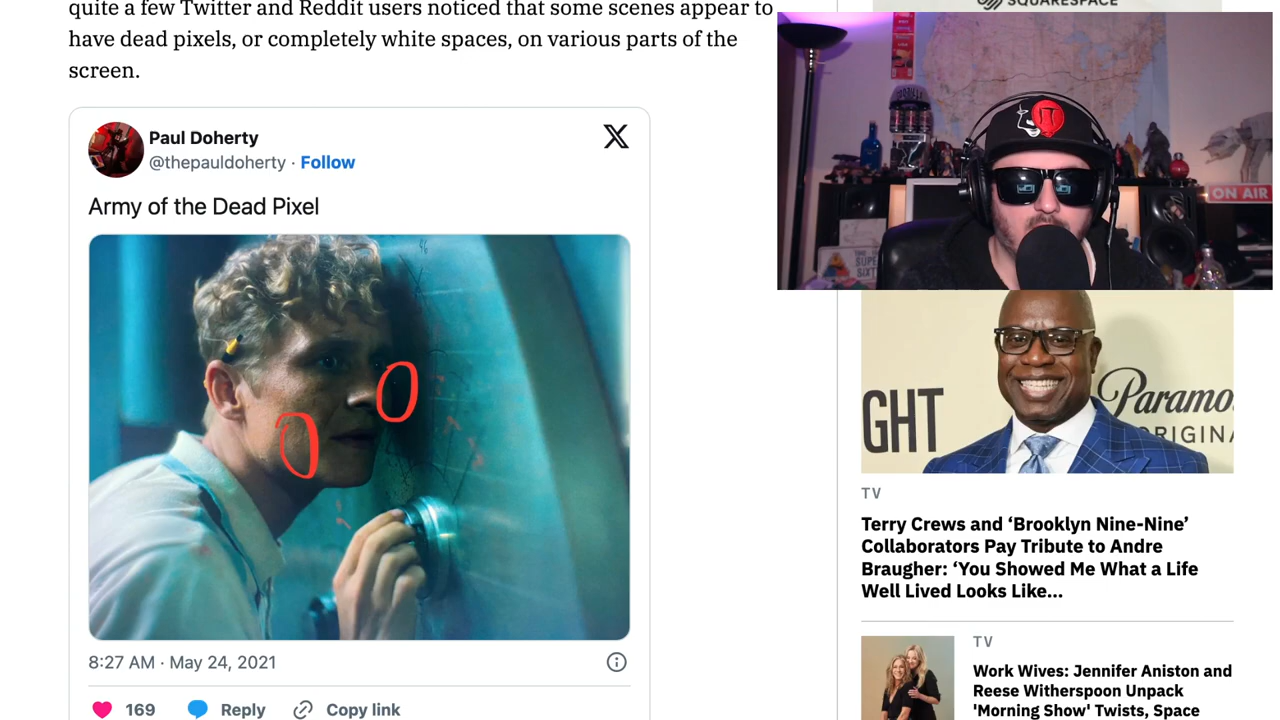 quite a few Twitter and Reddit users noticed that some scenes appear to
have dead pixels, or completely white spaces, on various parts of the
screen.
SQUARESPACE
Paul Doherty
@thepauldoherty · Follow
Army of the Dead Pixel
8:27 AM · May 24, 2021
169 Reply Copy link
ON AIR
GHT
Paramo
ORIGINA
TV
Terry Crews and ‘Brooklyn Nine-Nine’
Collaborators Pay Tribute to Andre
Braugher: ‘You Showed Me What a Life
Well Lived Looks Like...
TV
Work Wives: Jennifer Aniston and
Reese Witherspoon Unpack
'Morning Show' Twists, Space